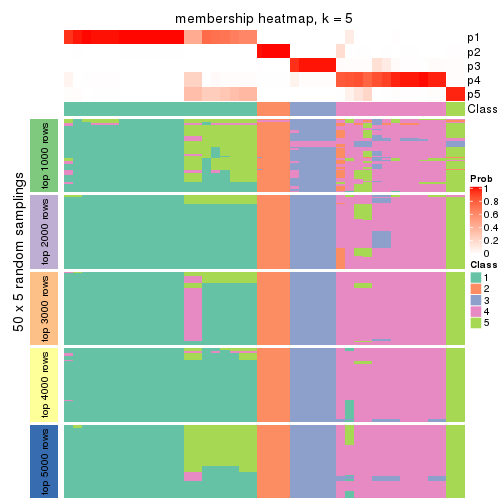 membership heatmap, k = 5
p1
p2
p3
p4
p5
Class
50 x 5 random samplings
top 1000 rows
top 2000 rows
top 3000 rows
top 4000 rows
top 5000 rows
Prob
1
0.8
0.6
0.4
0.2
0
Class
1
2
3
4
5